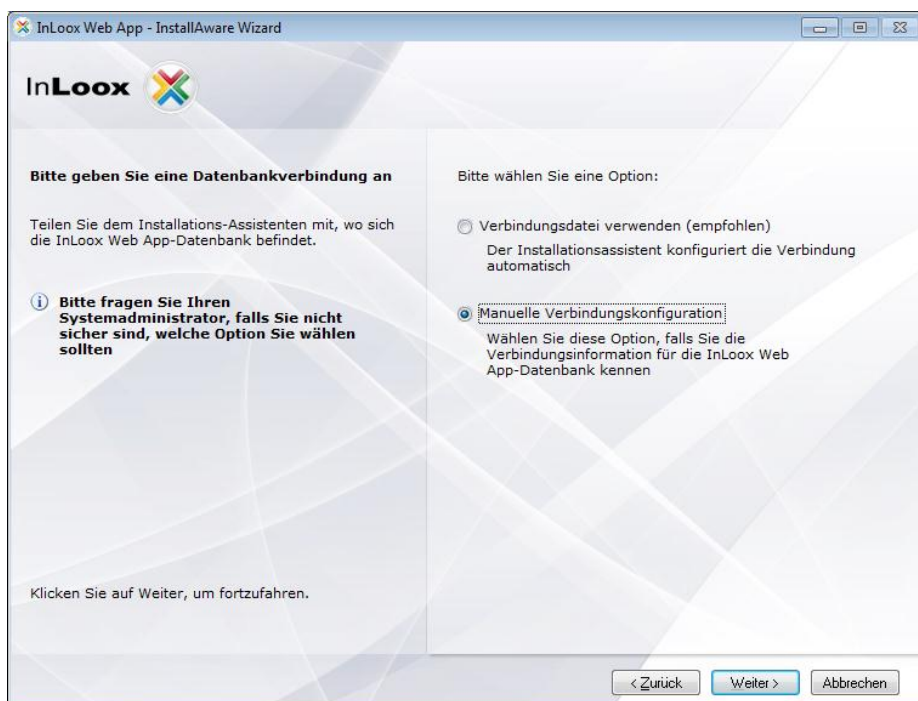 InLoox Web App - InstallAware Wizard
InLoox
Bitte geben Sie eine Datenbankverbindung an
Teilen Sie dem Installations-Assistenten mit, wo sich
die InLoox Web App-Datenbank befindet.
Bitte fragen Sie Ihren
Systemadministrator, falls Sie nicht
sicher sind, welche Option Sie wählen
sollten
Klicken Sie auf Weiter, um fortzufahren.
Bitte wählen Sie eine Option:
Verbindungsdatei verwenden (empfohlen)
Der Installationsassistent konfiguriert die Verbindung
automatisch
Manuelle Verbindungskonfiguration
Wählen Sie diese Option, falls Sie die
Verbindungsinformation für die InLoox Web
App-Datenbank kennen
< Zurück
Weiter >
Abbrechen